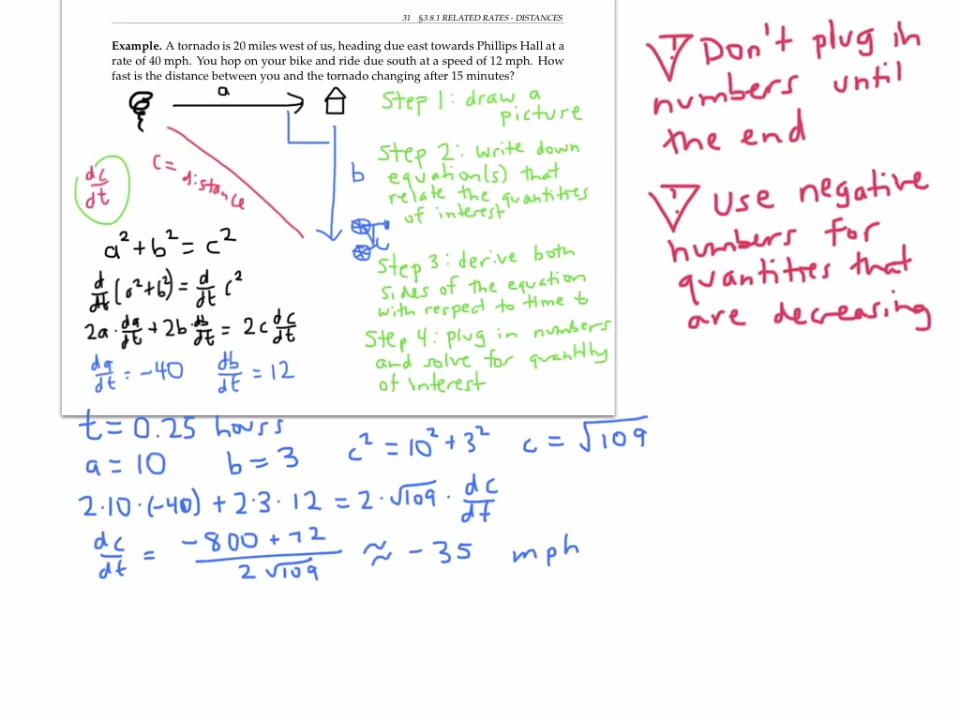 31 §3.8.1 RELATED RATES - DISTANCES
Example. A tornado is 20 miles west of us, heading due east towards Phillips Hall at a
rate of 40 mph. You hop on your bike and ride due south at a speed of 12 mph. How
fast is the distance between you and the tornado changing after 15 minutes?
a
b
c = distance
dc/dt
a² + b² = c²
d/dt (a² + b²) = d/dt c²
2a · da/dt + 2b · db/dt = 2c dc/dt
da/dt = -40 db/dt = 12
Step 1: draw a
picture
Step 2: write down
equation(s) that
relate the quantities
of interest
Step 3: derive both
sides of the equation
with respect to time t
Step 4: plug in numbers
and solve for quantity
of interest
t = 0.25 hours
a = 10 b = 3 c² = 10² + 3² c = √109
2·10·(-40) + 2·3·12 = 2·√109 · dc/dt
dc/dt = (-800 + 72)/(2√109) ≈ -35 mph
! Don't plug in
numbers until
the end
! Use negative
numbers for
quantities that
are decreasing